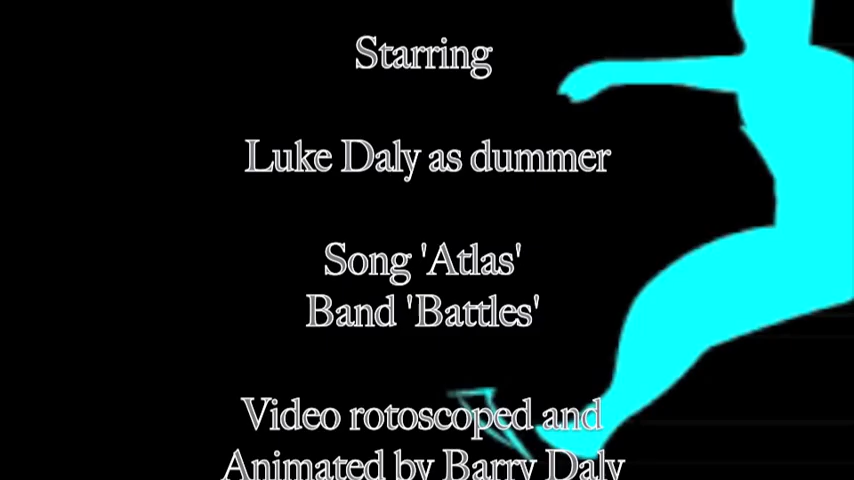 Starring
Luke Daly as dummer
Song 'Atlas'
Band 'Battles'
Video rotoscoped and
Animated by Barry Daly